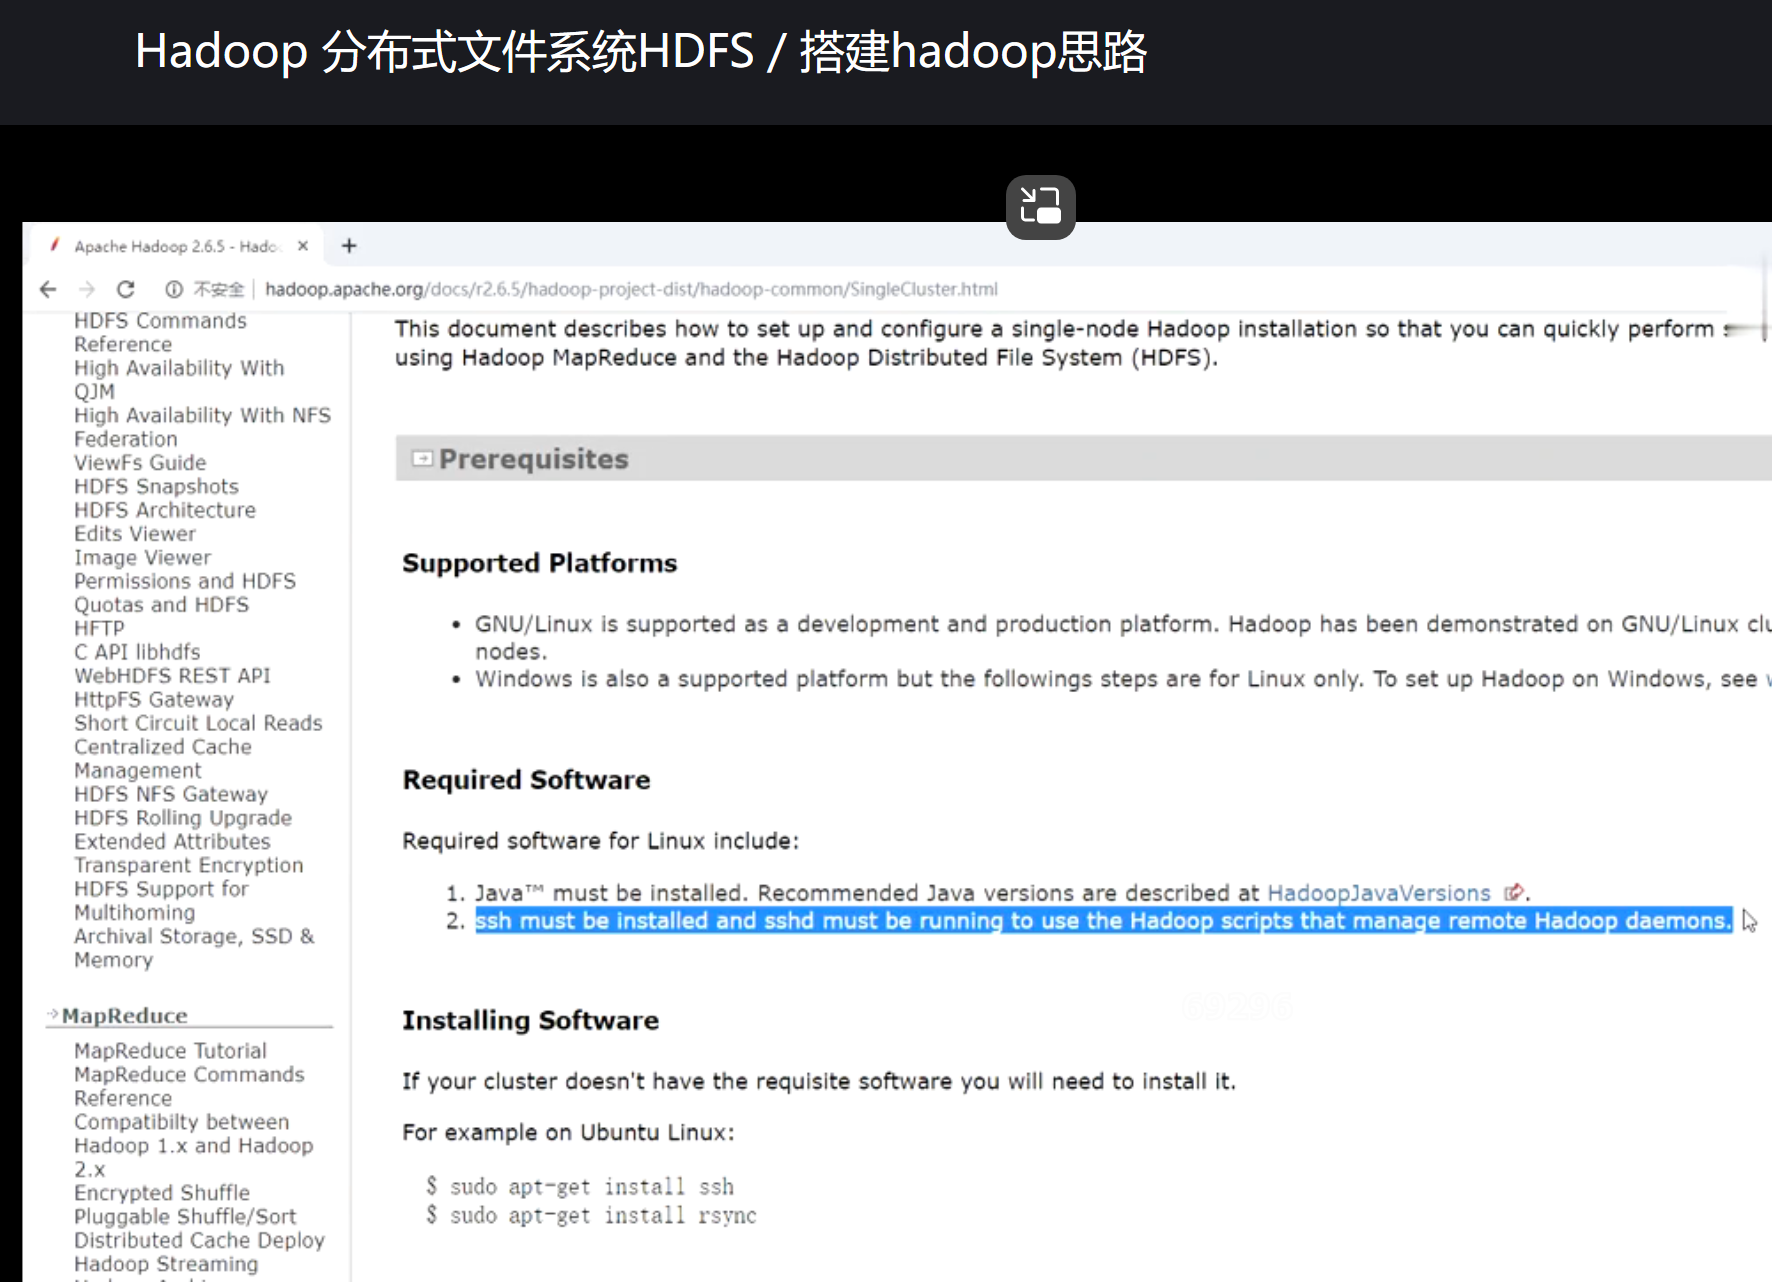 Hadoop 分布式文件系统HDFS / 搭建hadoop思路
Apache Hadoop 2.6.5 - Hado
不安全 hadoop.apache.org/docs/r2.6.5/hadoop-project-dist/hadoop-common/SingleCluster.html
HDFS Commands
Reference
High Availability With
QJM
High Availability With NFS
Federation
ViewFs Guide
HDFS Snapshots
HDFS Architecture
Edits Viewer
Image Viewer
Permissions and HDFS
Quotas and HDFS
HFTP
C API libhdfs
WebHDFS REST API
HttpFS Gateway
Short Circuit Local Reads
Centralized Cache
Management
HDFS NFS Gateway
HDFS Rolling Upgrade
Extended Attributes
Transparent Encryption
HDFS Support for
Multihoming
Archival Storage, SSD &
Memory
MapReduce
MapReduce Tutorial
MapReduce Commands
Reference
Compatibilty between
Hadoop 1.x and Hadoop
2.x
Encrypted Shuffle
Pluggable Shuffle/Sort
Distributed Cache Deploy
Hadoop Streaming
This document describes how to set up and configure a single-node Hadoop installation so that you can quickly perform
using Hadoop MapReduce and the Hadoop Distributed File System (HDFS).
Prerequisites
Supported Platforms
• GNU/Linux is supported as a development and production platform. Hadoop has been demonstrated on GNU/Linux clu
nodes.
• Windows is also a supported platform but the followings steps are for Linux only. To set up Hadoop on Windows, see
Required Software
Required software for Linux include:
1. Java™ must be installed. Recommended Java versions are described at HadoopJavaVersions .
2. ssh must be installed and sshd must be running to use the Hadoop scripts that manage remote Hadoop daemons.
69296
Installing Software
If your cluster doesn't have the requisite software you will need to install it.
For example on Ubuntu Linux:
$ sudo apt-get install ssh
$ sudo apt-get install rsync